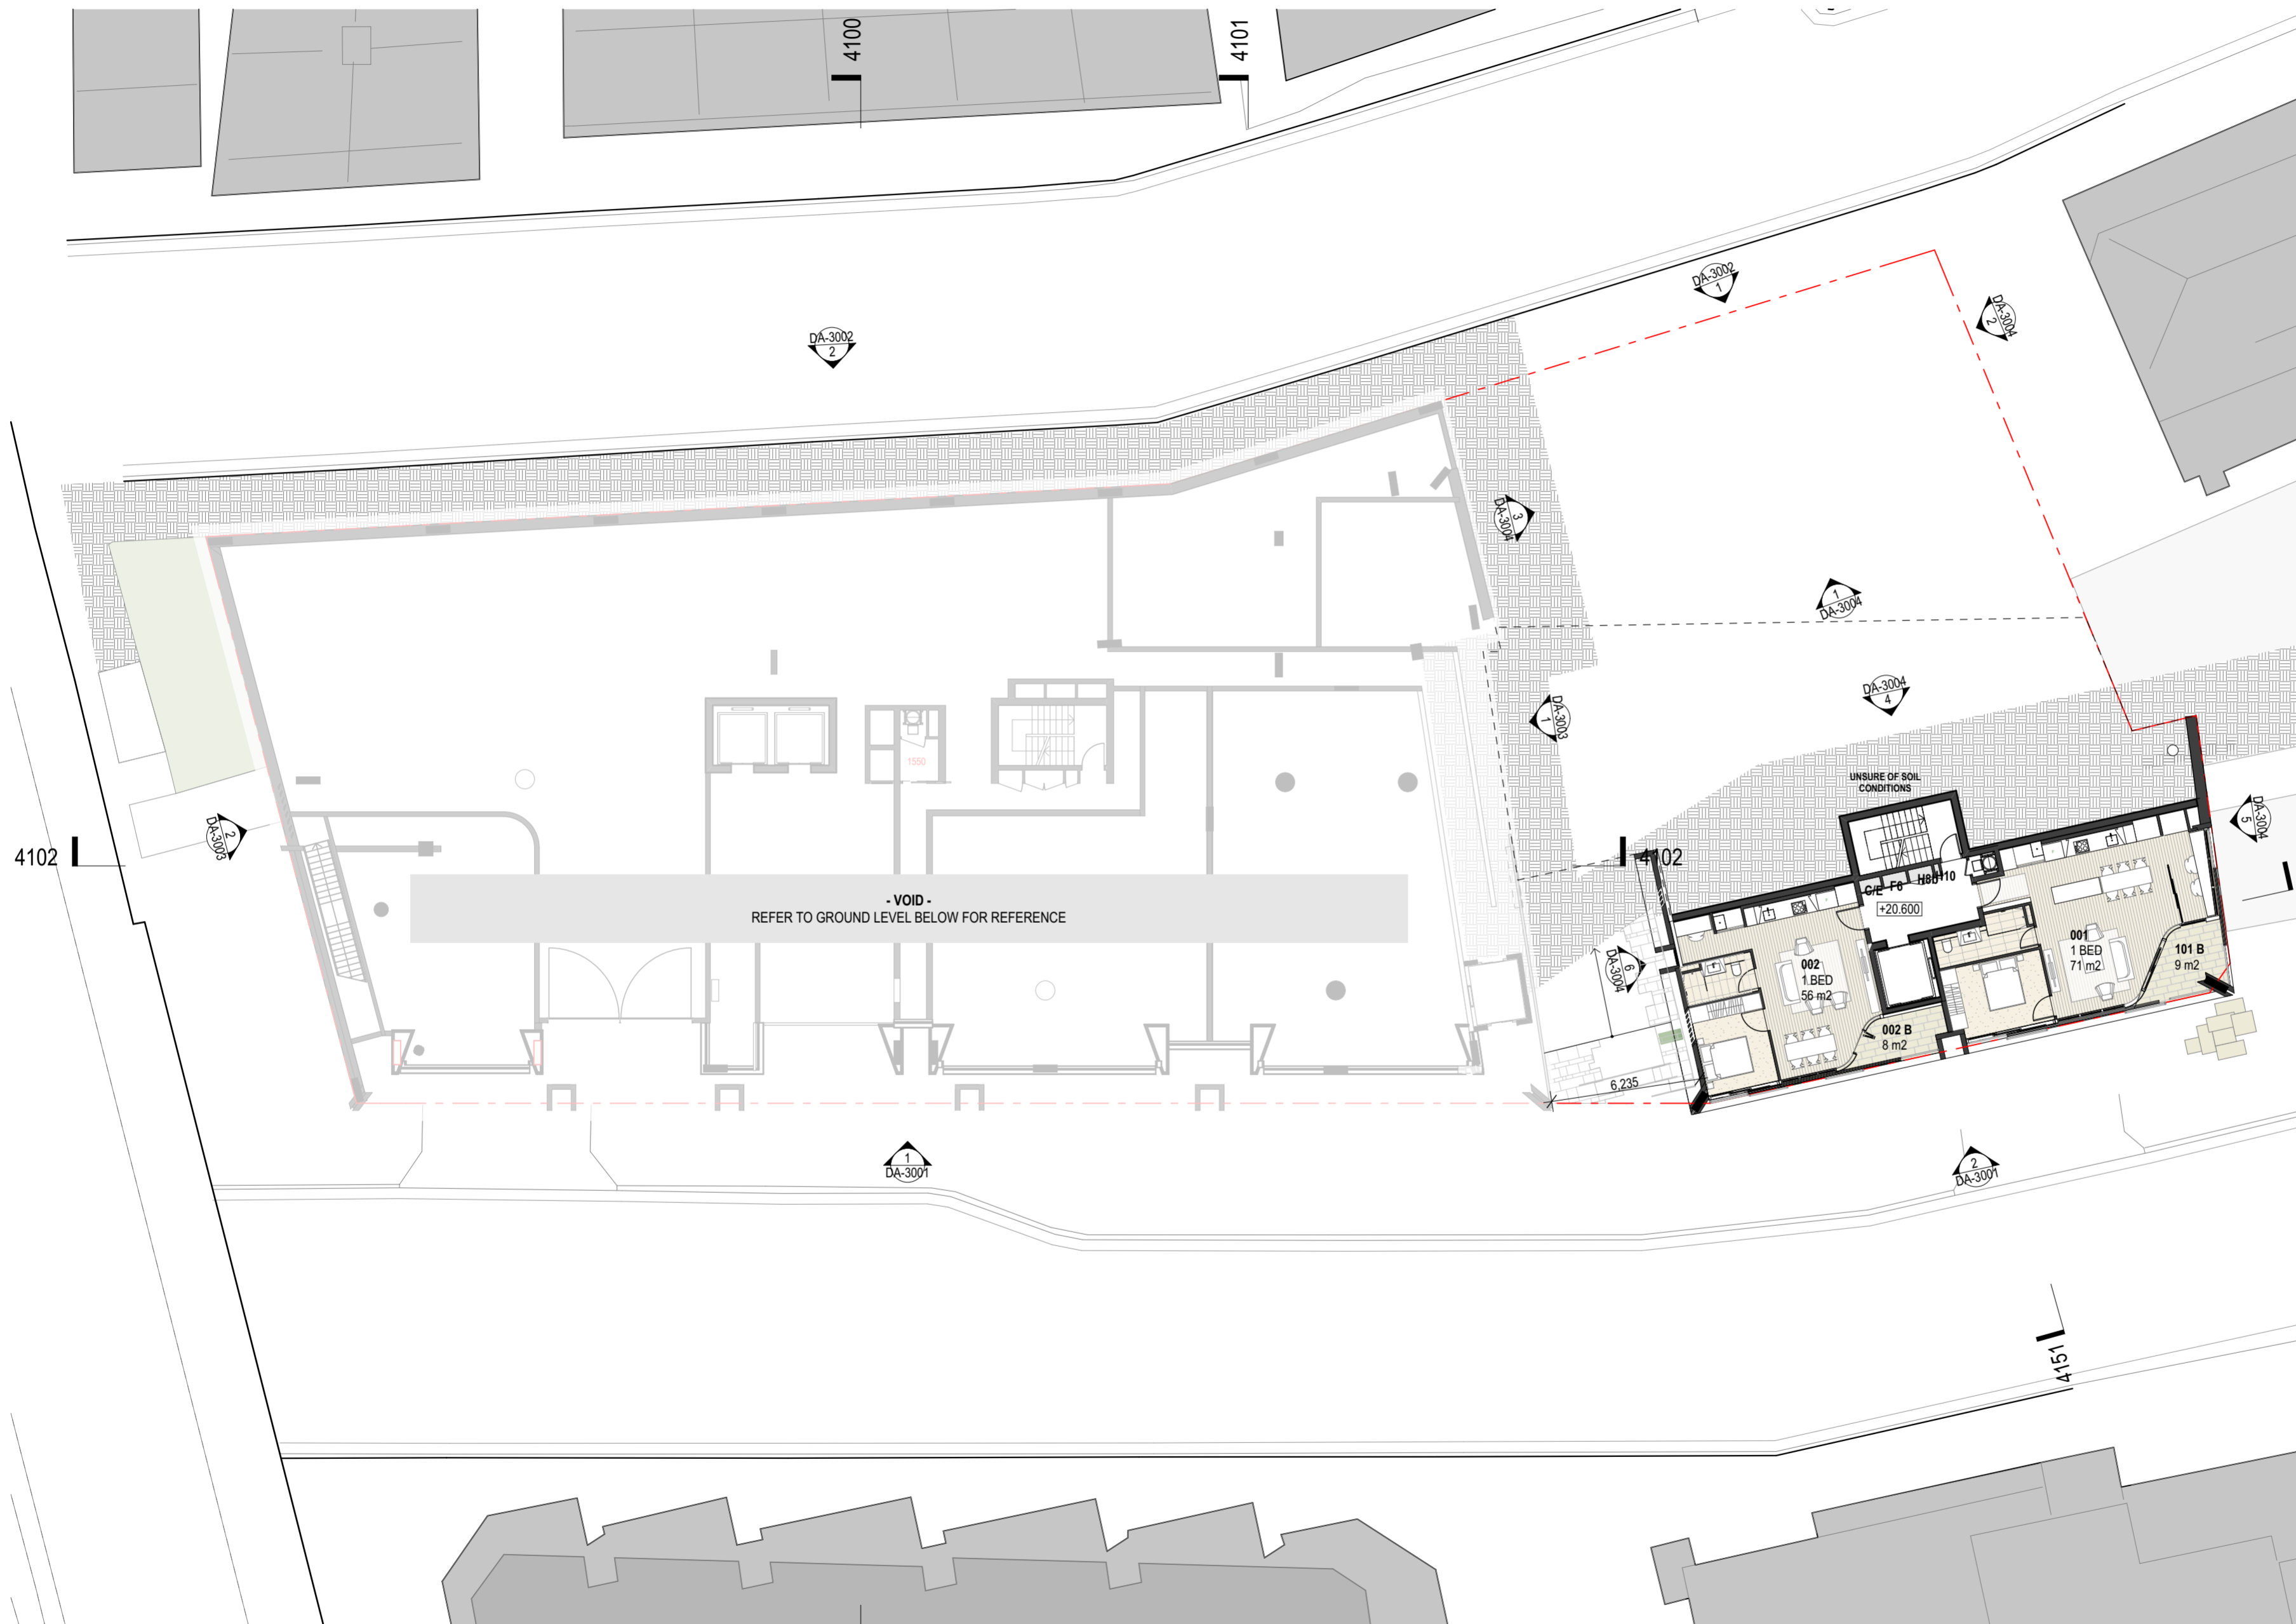 4100
4101
DA-3002
1
DA-3004
2
DA-3002
2
3
DA-3004
1
DA-3004
DA-3004
4
1
DA-3003
1550
UNSURE OF SOIL
CONDITIONS
DA-3004
5
2
DA-3003
4102
4102
- VOID -
REFER TO GROUND LEVEL BELOW FOR REFERENCE
C/E
F6
+20.600
6
DA-3004
001
1 BED
71 m2
101 B
9 m2
002
1 BED
56 m2
002 B
8 m2
6,235
1
DA-3001
2
DA-3001
4151